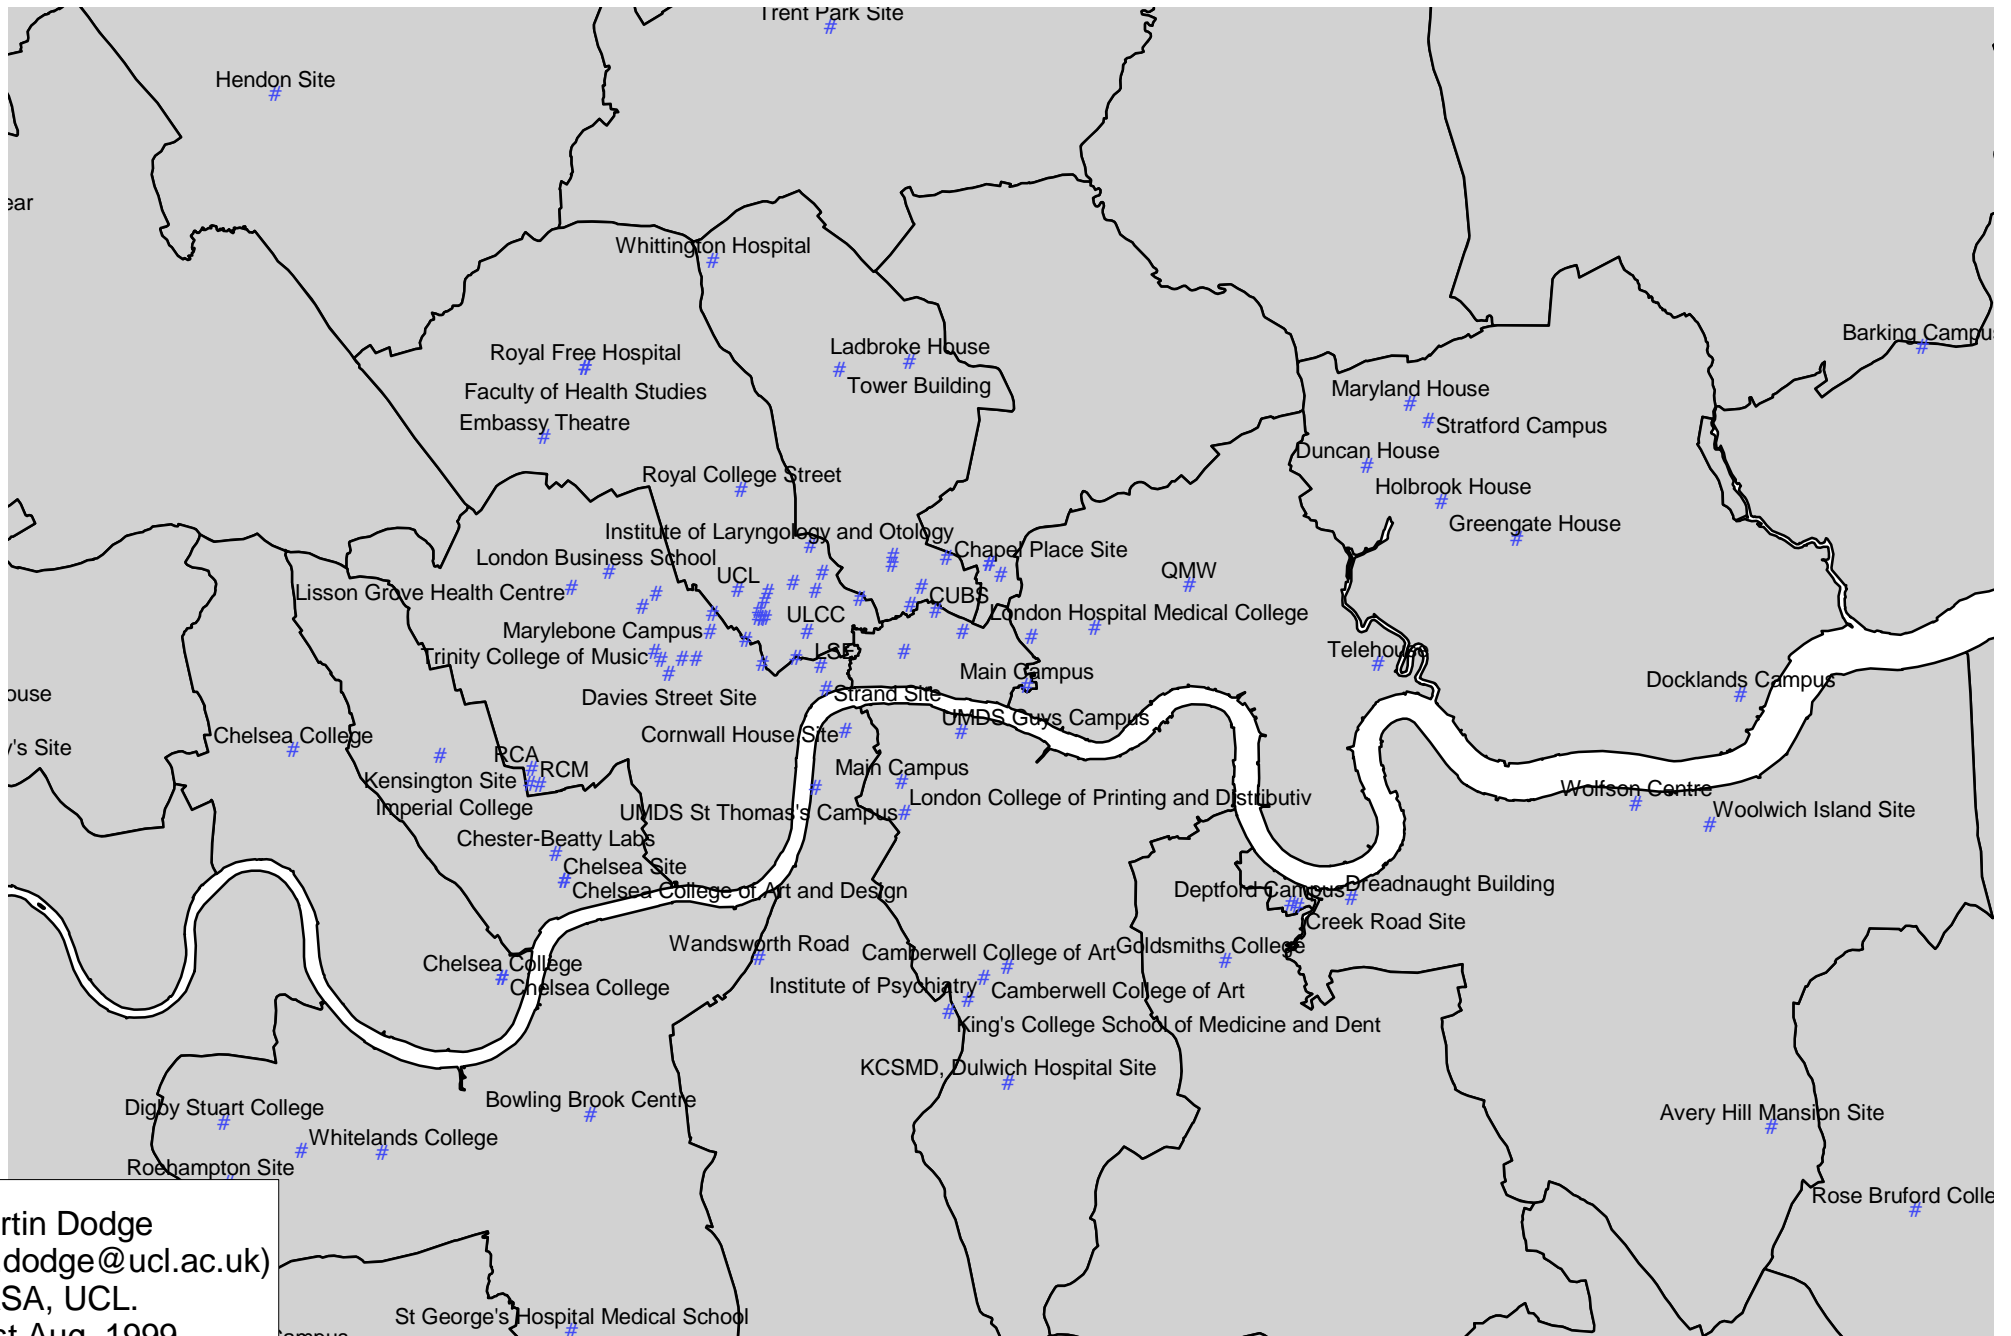 Trent Park Site
Hendon Site
Whittington Hospital
Barking Campus
Royal Free Hospital
Ladbroke House
Faculty of Health Studies
Tower Building
Maryland House
Embassy Theatre
Stratford Campus
Duncan House
Royal College Street
Holbrook House
Greengate House
Institute of Laryngology and Otology
Chapel Place Site
London Business School
UCL
QMW
Lisson Grove Health Centre
CUBS
ULCC
London Hospital Medical College
Marylebone Campus
Trinity College of Music
LSE
Telehouse
Main Campus
Docklands Campus
Davies Street Site
Strand Site
ouse
UMDS Guys Campus
Chelsea College
Cornwall House Site
y's Site
RCA
RCM
Main Campus
Kensington Site
Wolfson Centre
London College of Printing and Distributiv
Imperial College
UMDS St Thomas's Campus
Woolwich Island Site
Chester-Beatty Labs
Chelsea Site
Chelsea College of Art and Design
Deptford Campus
Dreadnaught Building
Creek Road Site
Wandsworth Road
Camberwell College of Art
Goldsmiths College
Chelsea College
Chelsea College
Institute of Psychiatry
Camberwell College of Art
King's College School of Medicine and Dent
KCSMD, Dulwich Hospital Site
Bowling Brook Centre
Digby Stuart College
Whitelands College
Avery Hill Mansion Site
Roehampton Site
Rose Bruford Colle
rtin Dodge
dodge@ucl.ac.uk)
SA, UCL.
st Aug. 1999
St George's Hospital Medical School